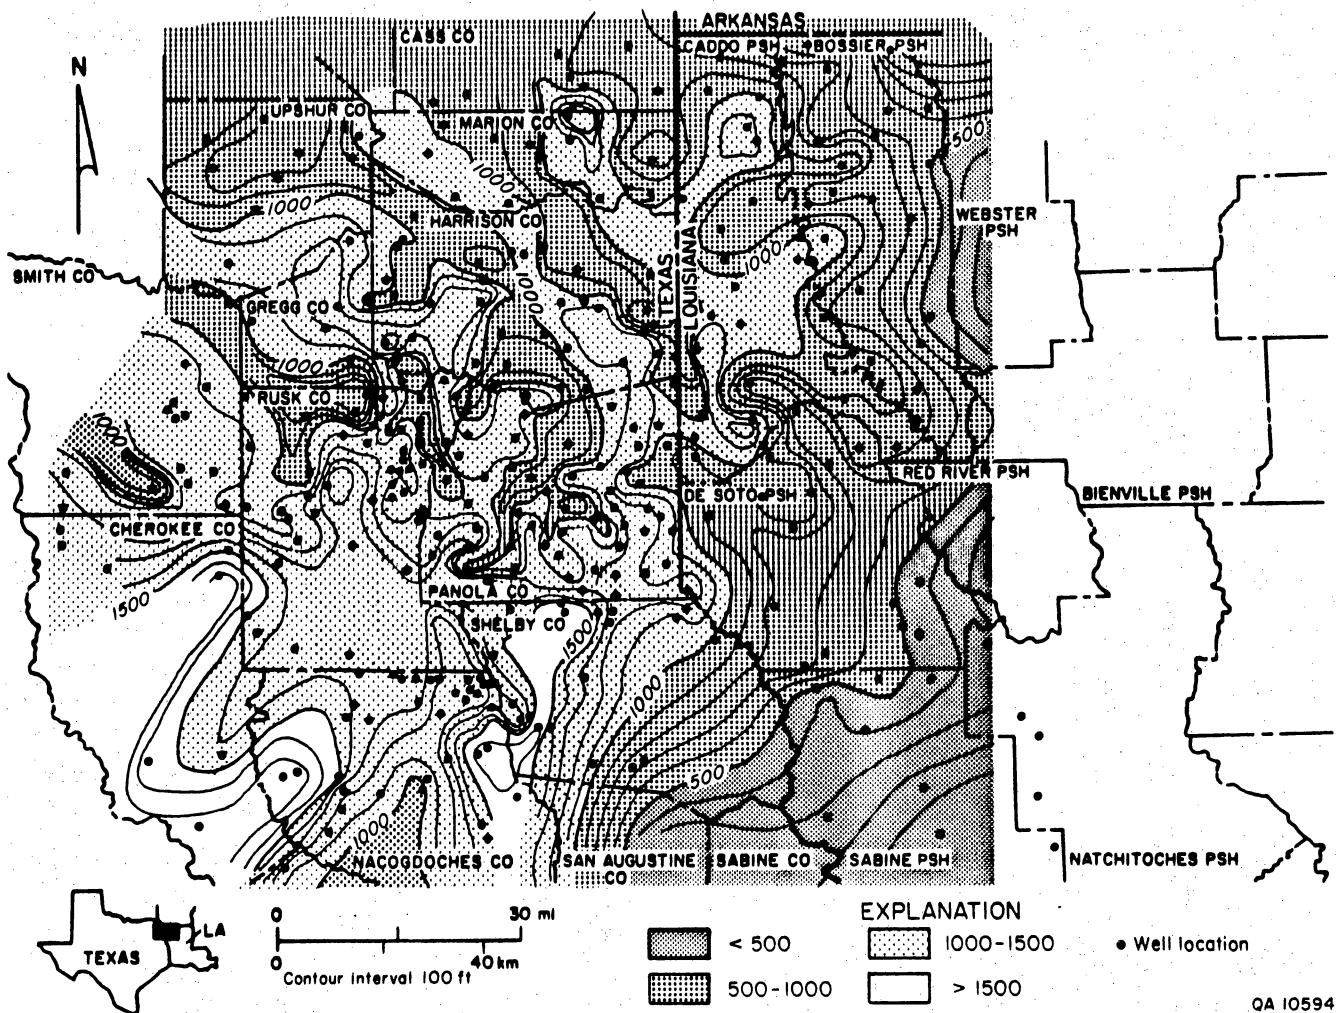 ARKANSAS
CASS CO
CADDO PSH
BOSSIER PSH
N
UPSHUR CO
MARION CO
500
1000
1000
HARRISON CO
WEBSTER
PSH
TEXAS
LOUISIANA
1000
SMITH CO
1000
GREGG CO
1000
RUSK CO
1000
RED RIVER PSH
DE SOTO PSH
BIENVILLE PSH
CHEROKEE CO
1500
PANOLA CO
SHELBY CO
1500
1000
500
1000
NACOGDOCHES CO
SAN AUGUSTINE
CO
SABINE CO
SABINE PSH
NATCHITOCHES PSH
TEXAS
LA
0
30 mi
0
40 km
Contour interval 100 ft
EXPLANATION
< 500
1000-1500
Well location
500-1000
> 1500
QA 10594